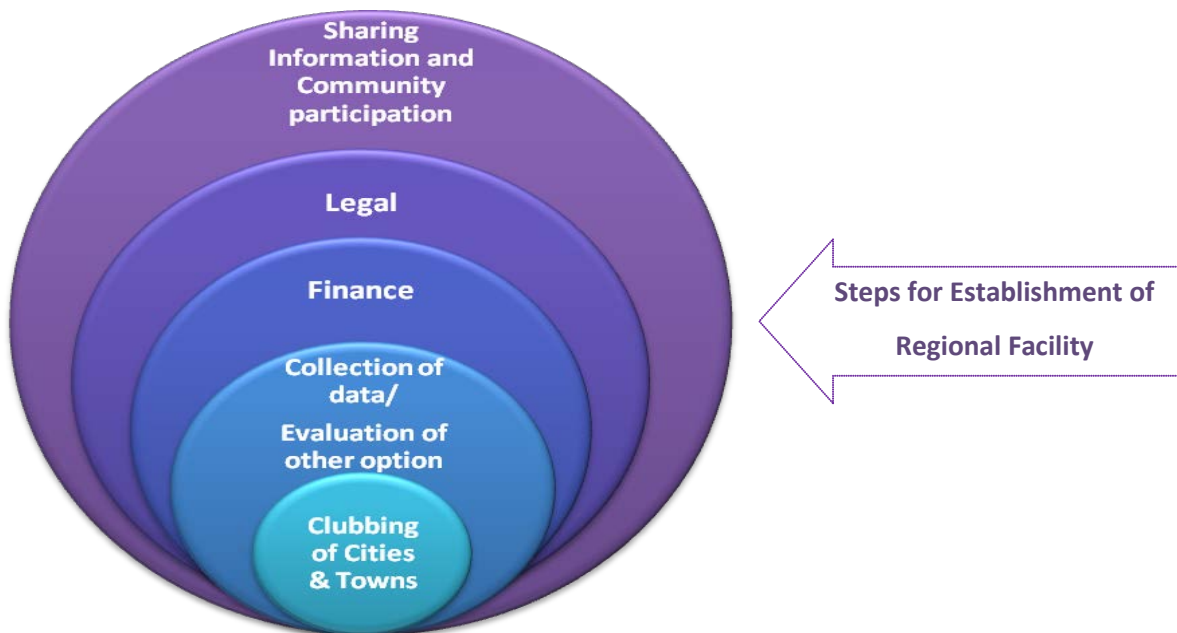 Sharing
Information and
Community
participation
Legal
Finance
Collection of
data/
Evaluation of
other option
Clubbing
of Cities
& Towns
Steps for Establishment of
Regional Facility